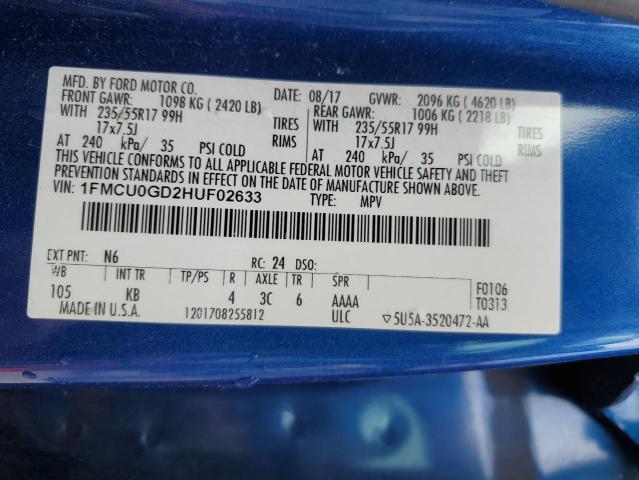 MFD. BY FORD MOTOR CO. DATE: 08/17 GVWR: 2096 KG ( 4620 LB)
FRONT GAWR: 1098 KG ( 2420 LB) REAR GAWR: 1006 KG ( 2218 LB)
WITH 235/55R17 99H TIRES WITH 235/55R17 99H TIRES
17x7.5J RIMS 17x7.5J RIMS
AT 240 kPa/ 35 PSI COLD AT 240 kPa/ 35 PSI COLD
THIS VEHICLE CONFORMS TO ALL APPLICABLE FEDERAL MOTOR VEHICLE SAFETY AND THEFT
PREVENTION STANDARDS IN EFFECT ON THE DATE OF MANUFACTURE SHOWN ABOVE.
VIN: 1FMCU0GD2HUF02633 TYPE: MPV
EXT PNT: N6 RC: 24 DSO:
WB INT TR TP/PS R AXLE TR SPR F0106
105 KB 4 3C 6 AAAA T0313
MADE IN U.S.A. 1201708255812 ULC ▽5U5A-3520472-AA